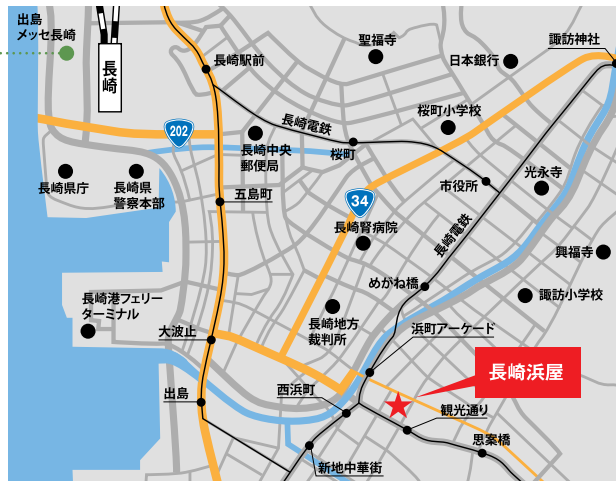 出島
メッセ長崎
長崎
長崎駅前
聖福寺
日本銀行
諏訪神社
長崎電鉄
桜町小学校
202
長崎中央
郵便局
桜町
長崎県庁
長崎県
警察本部
五島町
市役所
光永寺
34
長崎腎病院
長崎電鉄
興福寺
めがね橋
長崎港フェリー
ターミナル
諏訪小学校
大波止
長崎地方
裁判所
浜町アーケード
長崎浜屋
出島
西浜町
観光通り
思案橋
新地中華街